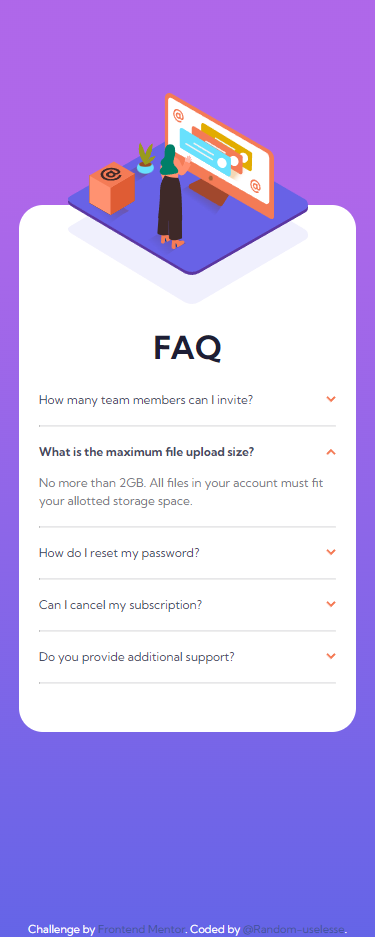 FAQ
How many team members can I invite?
What is the maximum file upload size?
No more than 2GB. All files in your account must fit
your allotted storage space.
How do I reset my password?
Can I cancel my subscription?
Do you provide additional support?
Challenge by Frontend Mentor. Coded by @Random-uselesse.